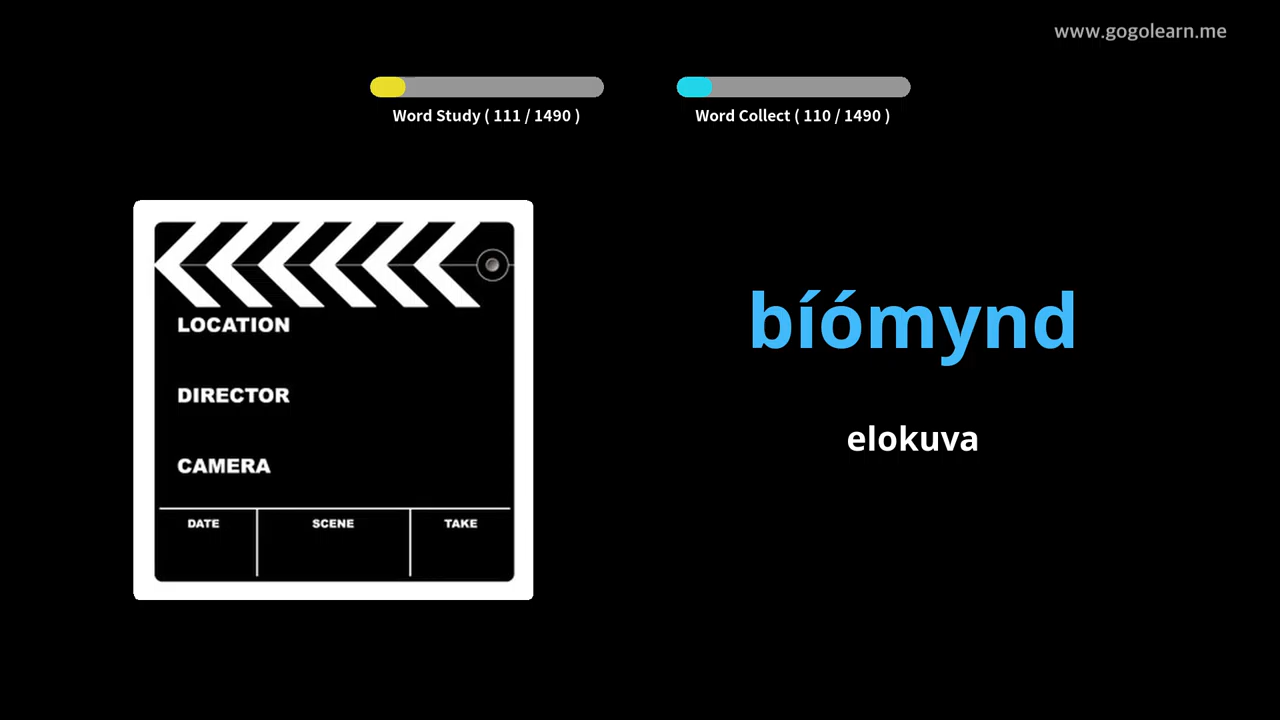 www.gogolearn.me
Word Study ( 111 / 1490 )
Word Collect ( 110 / 1490 )
LOCATION
DIRECTOR
CAMERA
DATE
SCENE
TAKE
bíómynd
elokuva